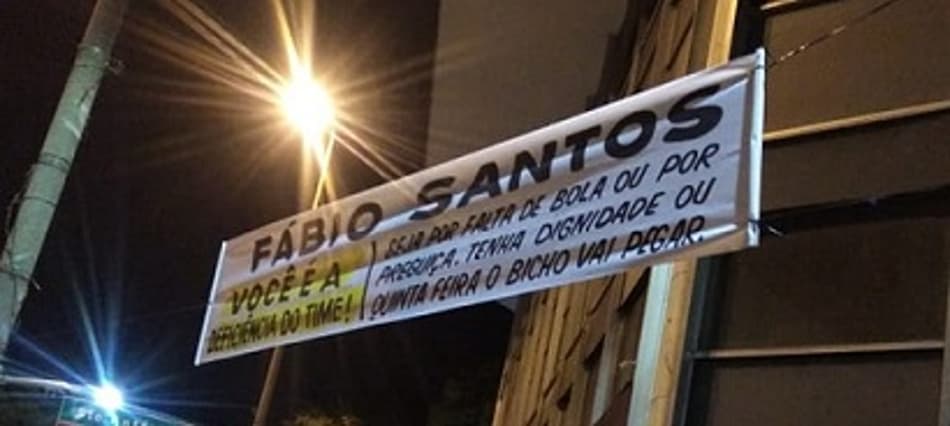 FÁBIO SANTOS
VOCÊ É A
DEFICIÊNCIA DO TIME!
SEJA POR FALTA DE BOLA OU POR
PREGUIÇA. TENHA DIGNIDADE OU
QUINTA FEIRA O BICHO VAI PEGAR.